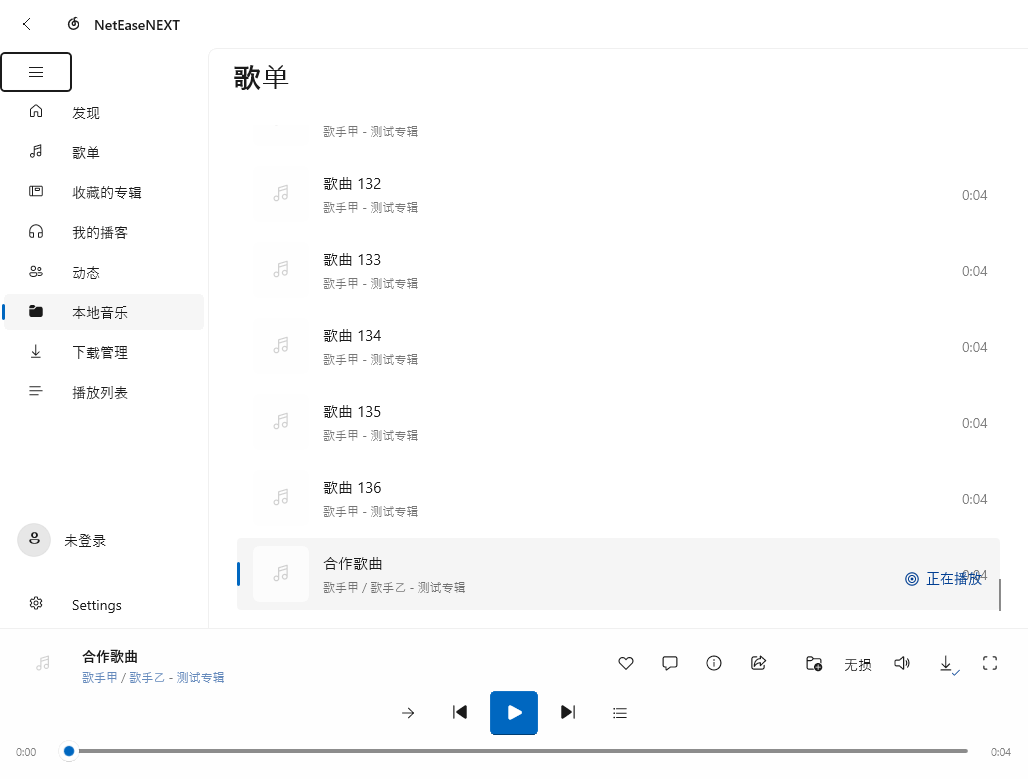 NetEaseNEXT
歌单
发现
歌单
收藏的专辑
我的播客
动态
本地音乐
下载管理
播放列表
未登录
Settings
歌手甲 - 测试专辑
歌曲 132
歌手甲 - 测试专辑
0:04
歌曲 133
歌手甲 - 测试专辑
0:04
歌曲 134
歌手甲 - 测试专辑
0:04
歌曲 135
歌手甲 - 测试专辑
0:04
歌曲 136
歌手甲 - 测试专辑
0:04
合作歌曲
歌手甲 / 歌手乙 - 测试专辑
正在播放
0:04
合作歌曲
歌手甲 / 歌手乙 - 测试专辑
无损
0:00
0:04